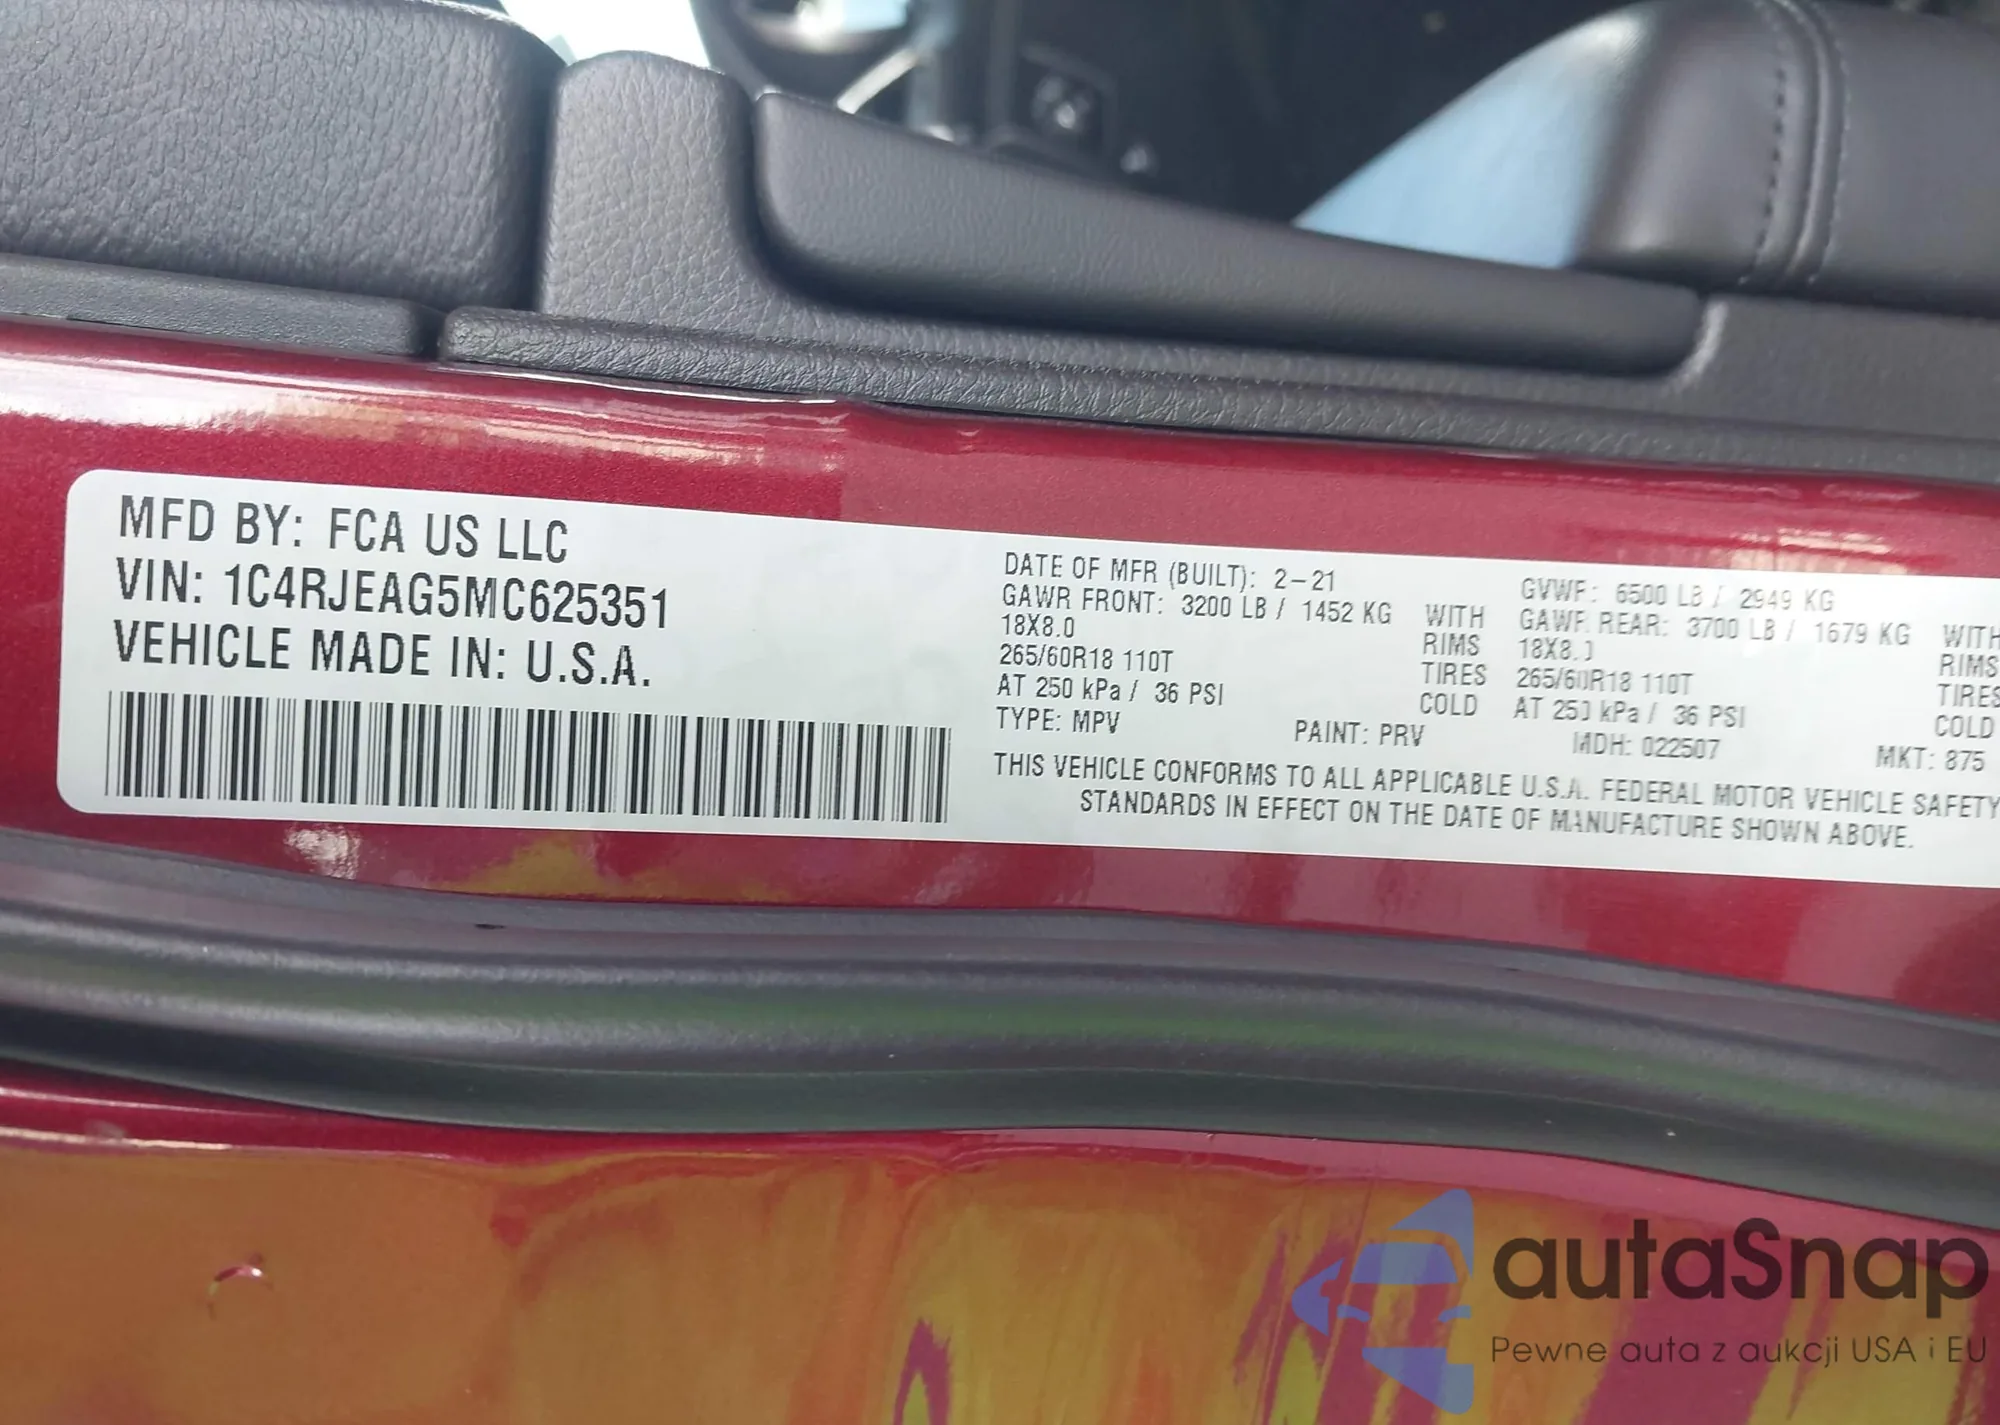 MFD BY: FCA US LLC
VIN: 1C4RJEAG5MC625351
VEHICLE MADE IN: U.S.A.
DATE OF MFR (BUILT): 2-21
GVWF: 6500 LB / 2949 KG
GAWR FRONT: 3200 LB / 1452 KG WITH
GAWF REAR: 3700 LB / 1679 KG WITH
18X8.0 RIMS
18X8.0 RIMS
265/60R18 110T TIRES
265/60R18 110T TIRES
AT 250 kPa / 36 PSI COLD
AT 250 kPa / 36 PSI COLD
TYPE: MPV PAINT: PRV MDH: 022507 MKT: 875
THIS VEHICLE CONFORMS TO ALL APPLICABLE U.S.A. FEDERAL MOTOR VEHICLE SAFETY
STANDARDS IN EFFECT ON THE DATE OF MANUFACTURE SHOWN ABOVE.
autaSnap
Pewne auta z aukcji USA i EU